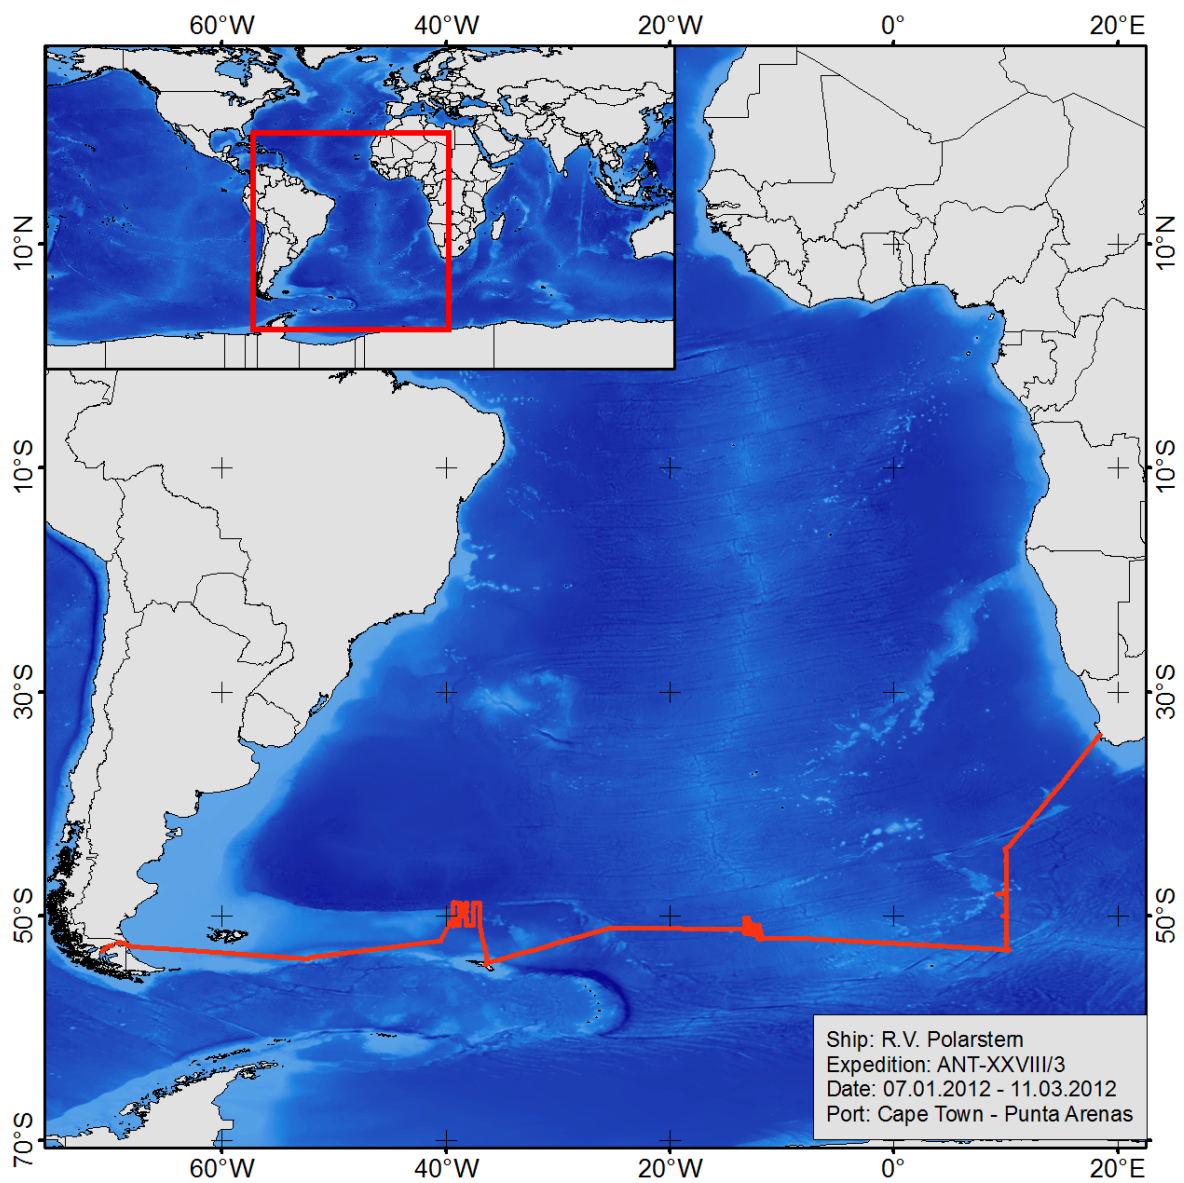 60°W 40°W 20°W 0° 20°E
10°N 10°N
10°S 10°S
30°S 30°S
50°S 50°S
70°S
Ship: R.V. Polarstern
Expedition: ANT-XXVIII/3
Date: 07.01.2012 - 11.03.2012
Port: Cape Town - Punta Arenas
60°W 40°W 20°W 0° 20°E